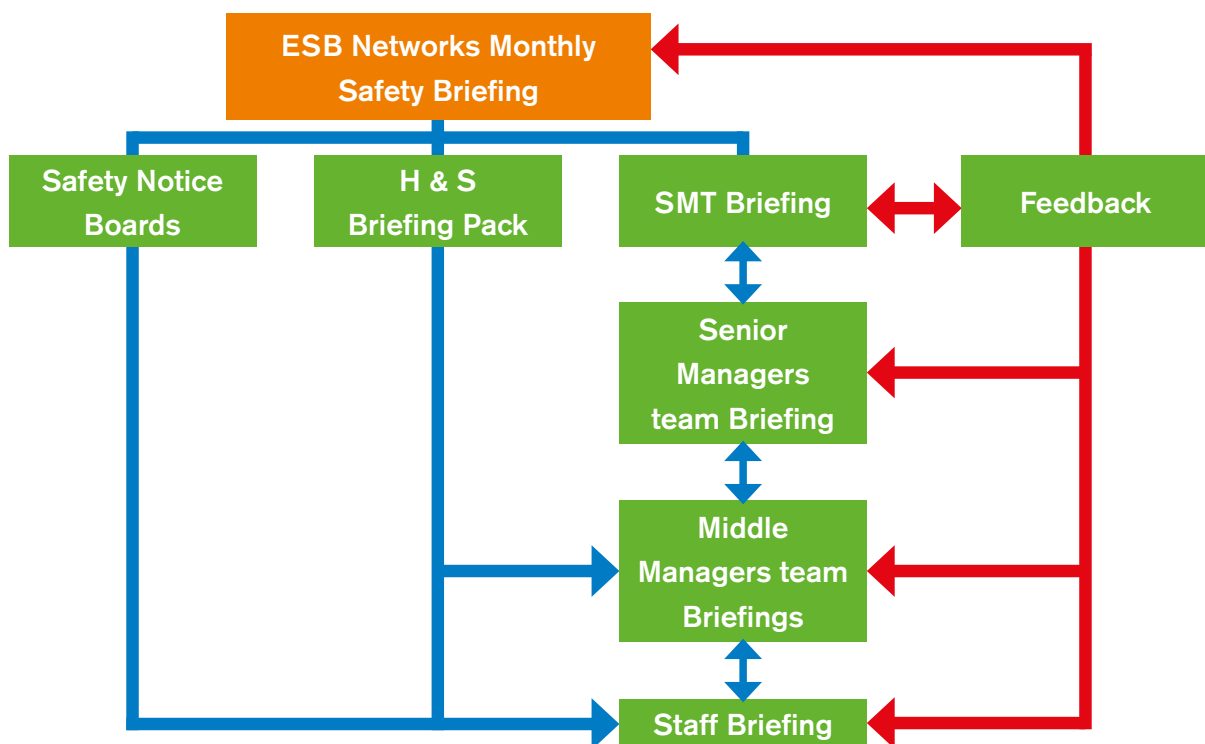 ESB Networks Monthly
Safety Briefing
Safety Notice
Boards
H & S
Briefing Pack
SMT Briefing
Feedback
Senior
Managers
team Briefing
Middle
Managers team
Briefings
Staff Briefing